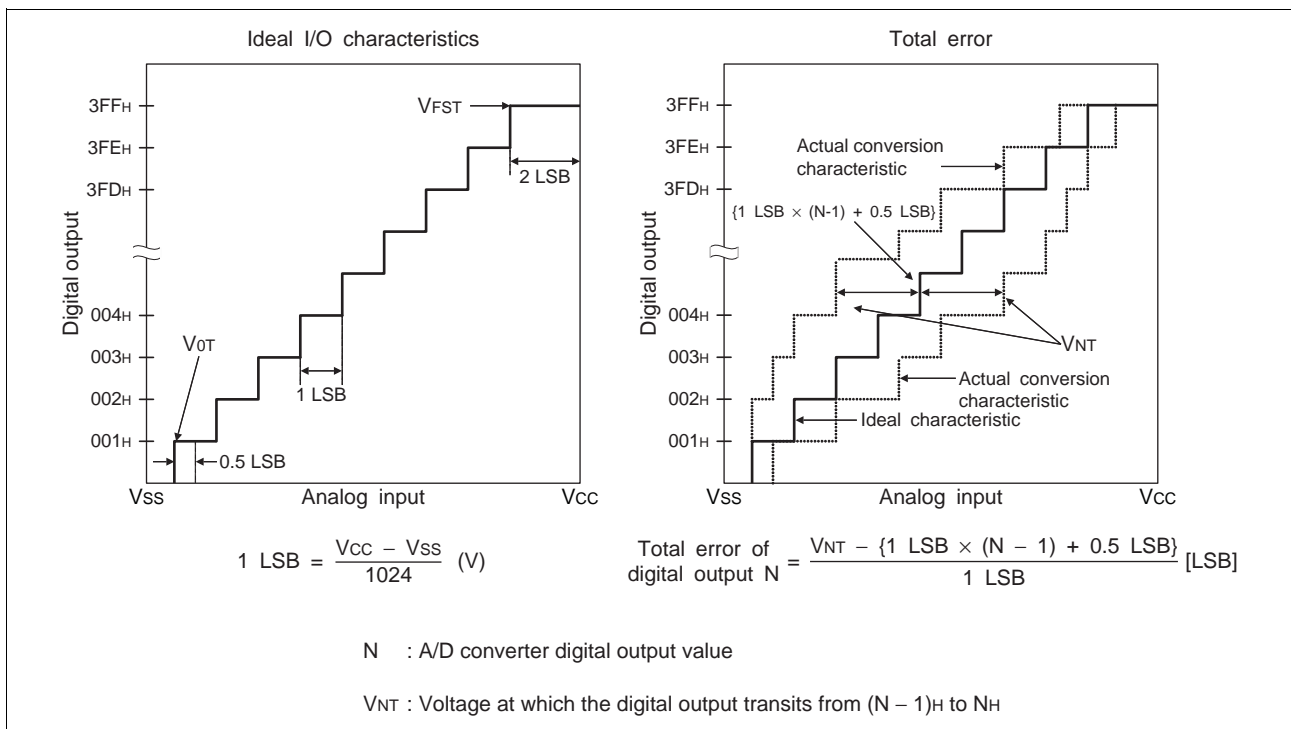 Ideal I/O characteristics
3FFH
3FEH
3FDH
004H
003H
002H
001H
Digital output
VFST
2 LSB
V0T
1 LSB
0.5 LSB
VSS
Analog input
VCC
1 LSB = VCC − VSS / 1024 (V)
Total error
3FFH
3FEH
3FDH
004H
003H
002H
001H
Digital output
Actual conversion
characteristic
{1 LSB × (N-1) + 0.5 LSB}
VNT
Actual conversion
characteristic
Ideal characteristic
VSS
Analog input
VCC
Total error of
digital output N = VNT − {1 LSB × (N − 1) + 0.5 LSB} / 1 LSB [LSB]
N : A/D converter digital output value
VNT : Voltage at which the digital output transits from (N − 1)H to NH